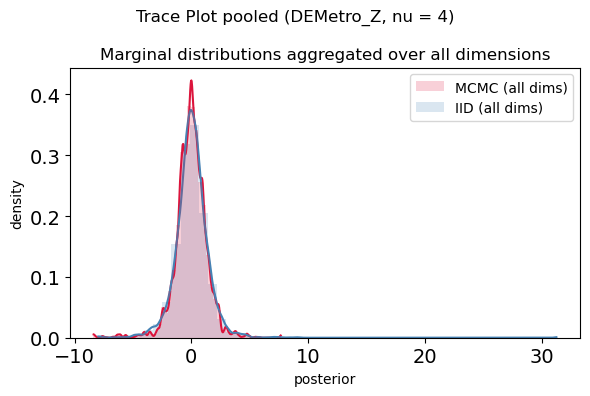 Trace Plot pooled (DEMetro_Z, nu = 4)
Marginal distributions aggregated over all dimensions
MCMC (all dims)
IID (all dims)
density
0.4
0.3
0.2
0.1
0.0
−10 0 10 20 30
posterior